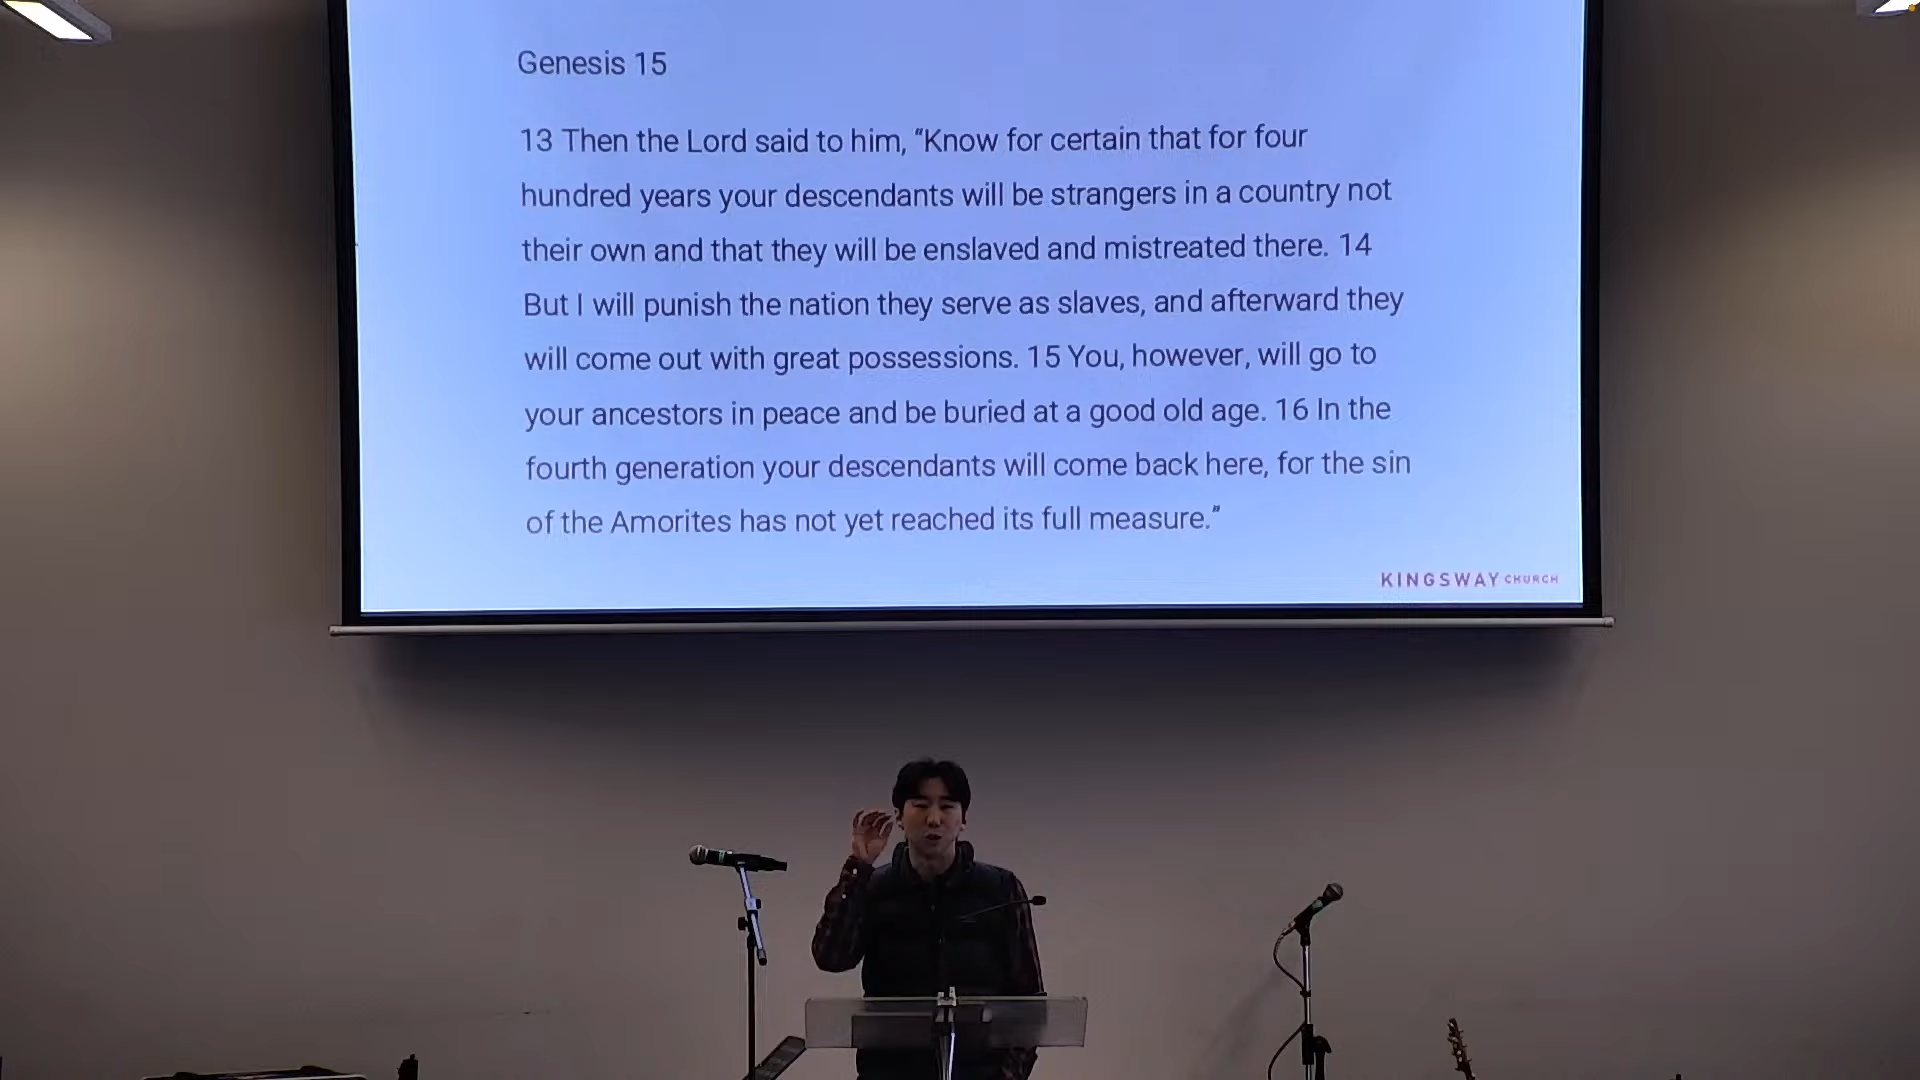 Genesis 15
13 Then the Lord said to him, “Know for certain that for four
hundred years your descendants will be strangers in a country not
their own and that they will be enslaved and mistreated there. 14
But I will punish the nation they serve as slaves, and afterward they
will come out with great possessions. 15 You, however, will go to
your ancestors in peace and be buried at a good old age. 16 In the
fourth generation your descendants will come back here, for the sin
of the Amorites has not yet reached its full measure.”
KINGSWAY CHURCH